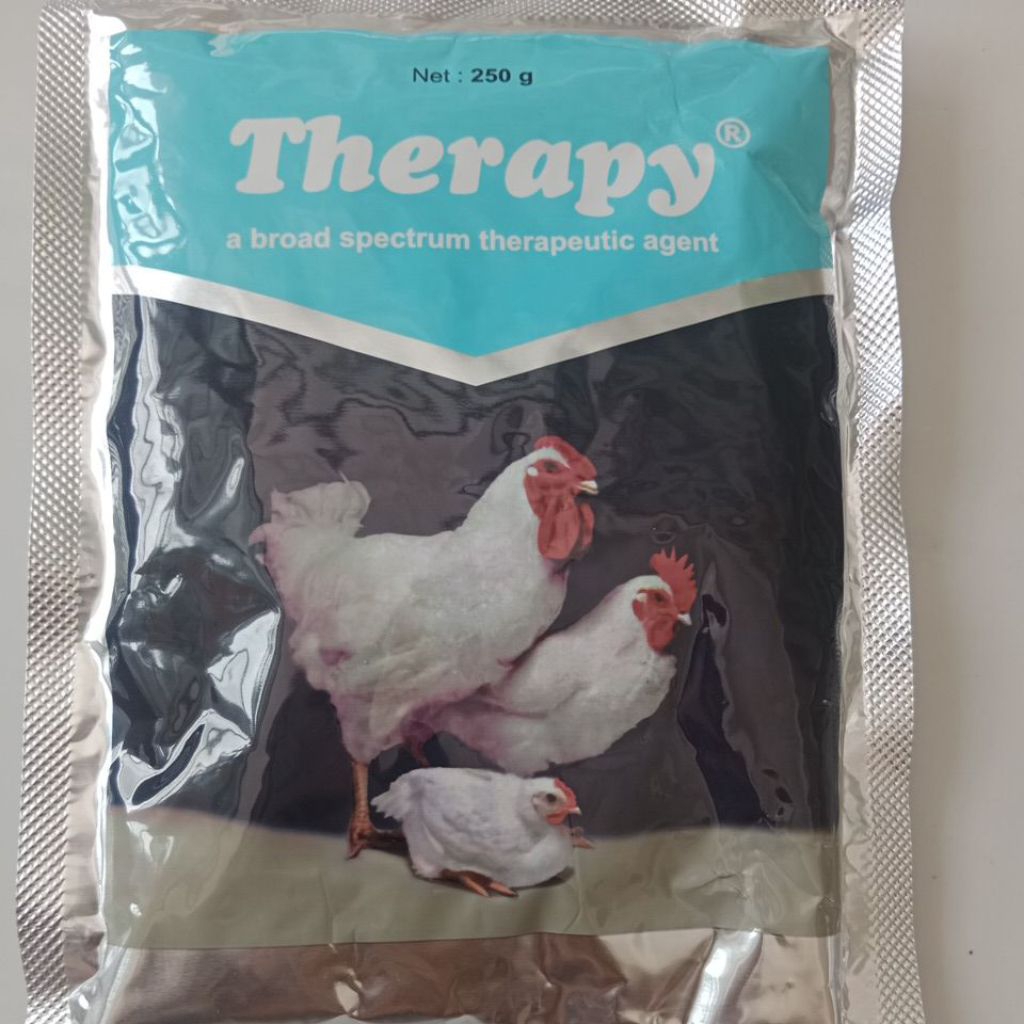 Net : 250 g
Therapy®
a broad spectrum therapeutic agent